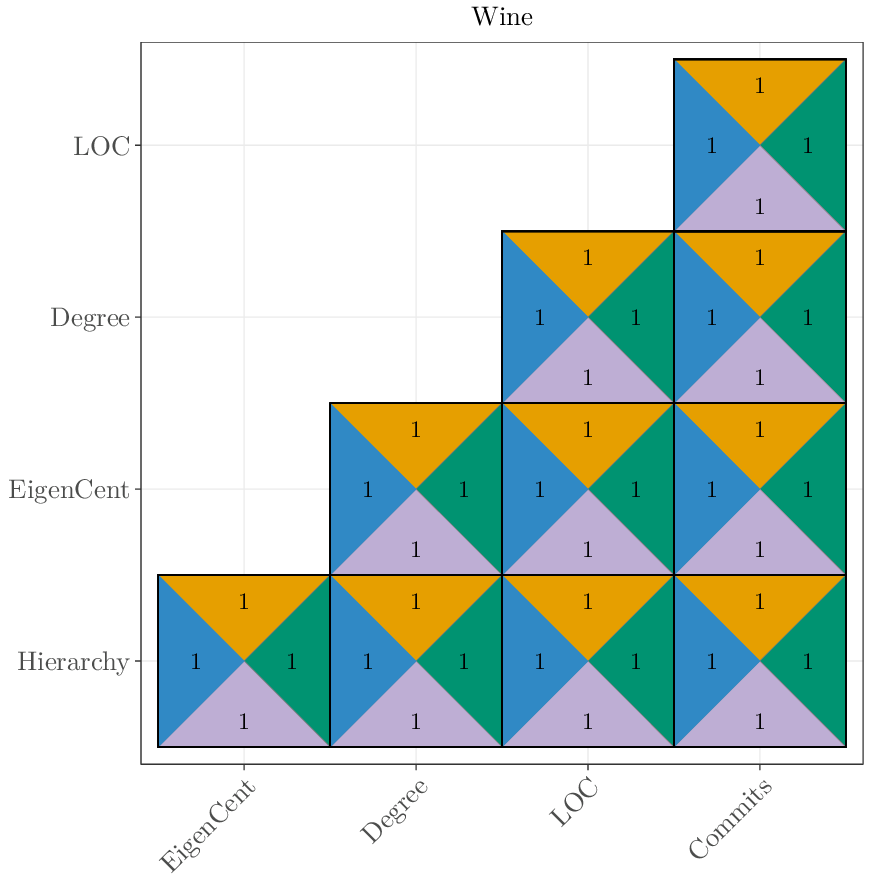 Wine
1
LOC 1 1
1
1 1
Degree 1 1 1 1
1 1
1 1 1
EigenCent 1 1 1 1 1 1
1 1 1
1 1 1 1
Hierarchy 1 1 1 1 1 1 1 1
1 1 1 1
EigenCent Degree LOC Commits